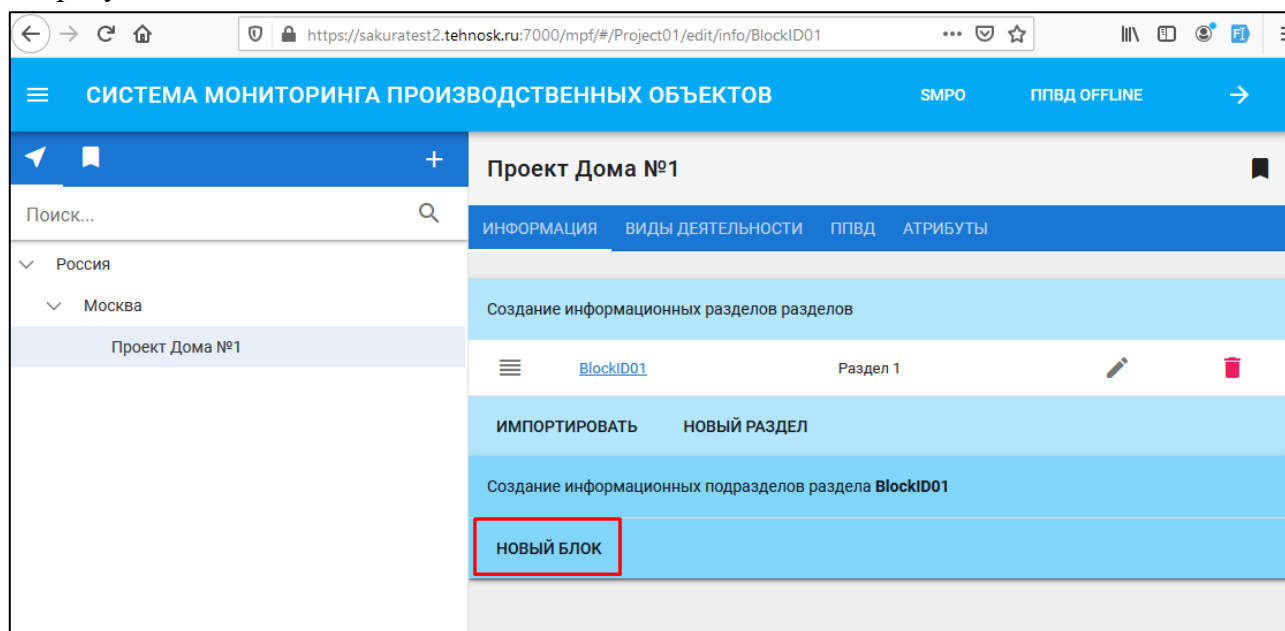 https://sakuratest2.tehnosk.ru:7000/mpf/#/Project01/edit/info/BlockID01
СИСТЕМА МОНИТОРИНГА ПРОИЗВОДСТВЕННЫХ ОБЪЕКТОВ SMPO ППВД OFFLINE
Проект Дома №1
Поиск...
ИНФОРМАЦИЯ ВИДЫ ДЕЯТЕЛЬНОСТИ ППВД АТРИБУТЫ
Россия
Москва
Проект Дома №1
Создание информационных разделов разделов
BlockID01 Раздел 1
ИМПОРТИРОВАТЬ НОВЫЙ РАЗДЕЛ
Создание информационных подразделов раздела BlockID01
НОВЫЙ БЛОК